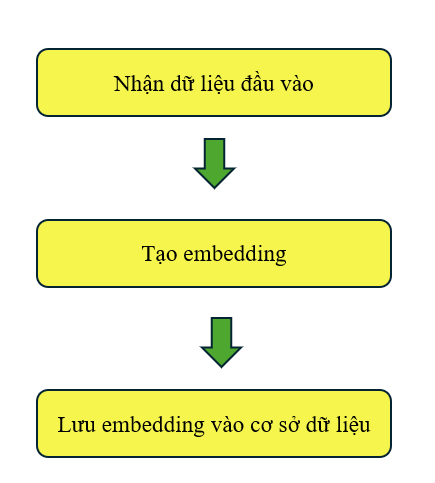 Nhận dữ liệu đầu vào
Tạo embedding
Lưu embedding vào cơ sở dữ liệu